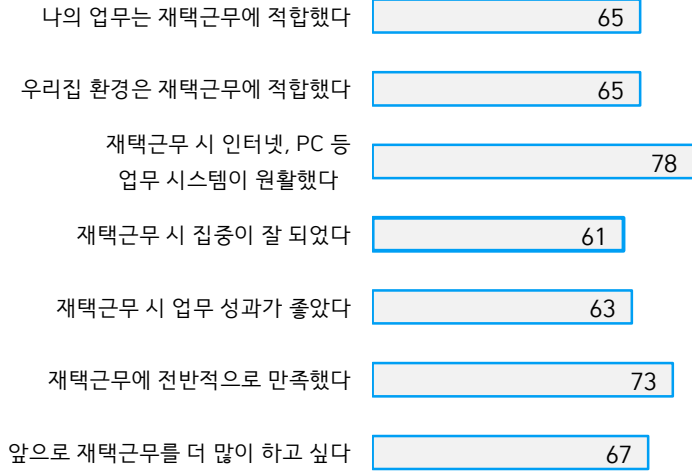 나의 업무는 재택근무에 적합했다 65
우리집 환경은 재택근무에 적합했다 65
재택근무 시 인터넷, PC 등
업무 시스템이 원활했다 78
재택근무 시 집중이 잘 되었다 61
재택근무 시 업무 성과가 좋았다 63
재택근무에 전반적으로 만족했다 73
앞으로 재택근무를 더 많이 하고 싶다 67